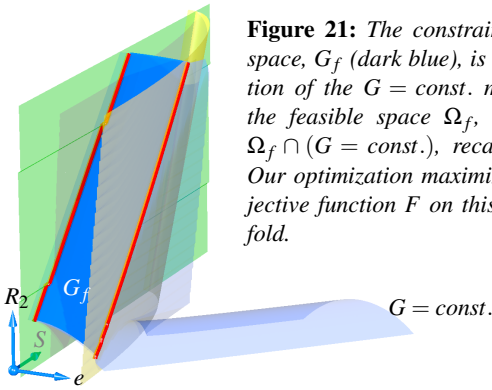 Figure 21: The constrain
space, G_f (dark blue), is
tion of the G = const. m
the feasible space Ω_f,
Ω_f ∩ (G = const.), reca
Our optimization maximi
jective function F on this
fold.
G_f
R_2
G = const.
S
e